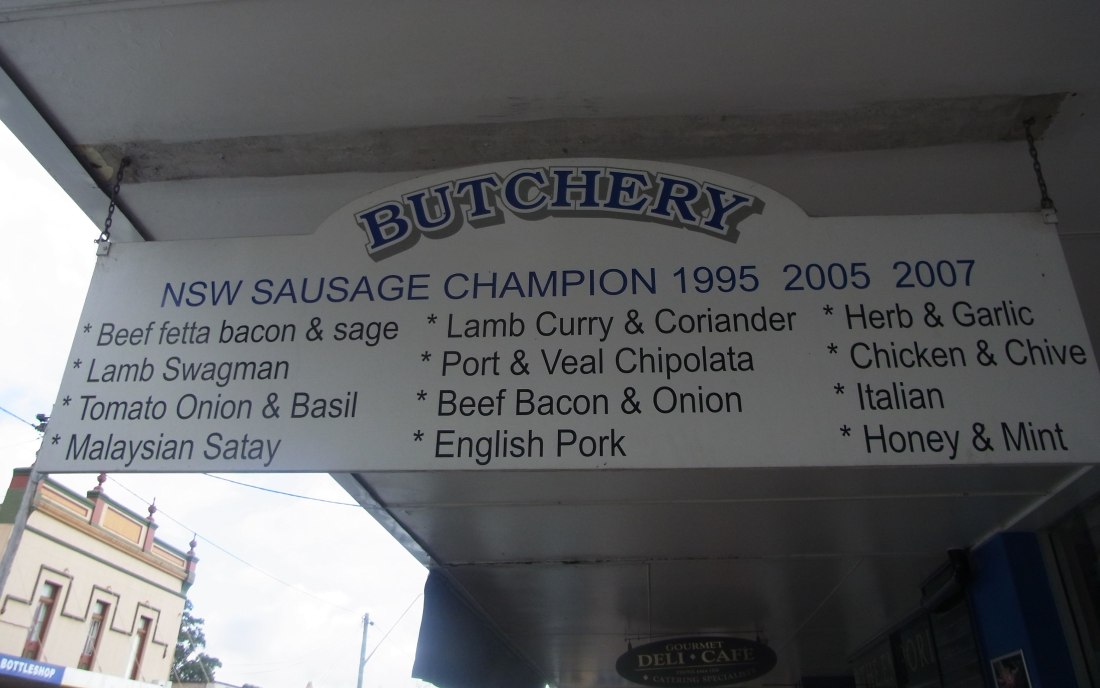 BUTCHERY
NSW SAUSAGE CHAMPION 1995 2005 2007
* Beef fetta bacon & sage
* Lamb Swagman
* Tomato Onion & Basil
* Malaysian Satay
* Lamb Curry & Coriander
* Port & Veal Chipolata
* Beef Bacon & Onion
* English Pork
* Herb & Garlic
* Chicken & Chive
* Italian
* Honey & Mint
BOTTLESHOP
GOURMET
DELI • CAFE
• CATERING SPECIALISTS